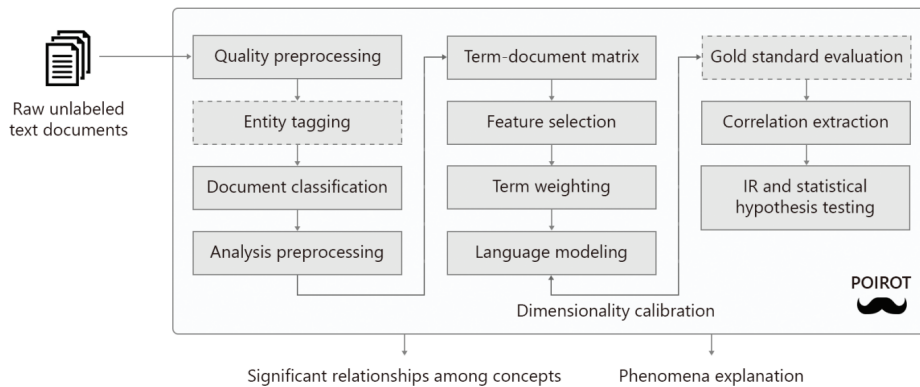 Raw unlabeled
text documents
Quality preprocessing
Entity tagging
Document classification
Analysis preprocessing
Term-document matrix
Feature selection
Term weighting
Language modeling
Gold standard evaluation
Correlation extraction
IR and statistical
hypothesis testing
Dimensionality calibration
POIROT
Significant relationships among concepts
Phenomena explanation